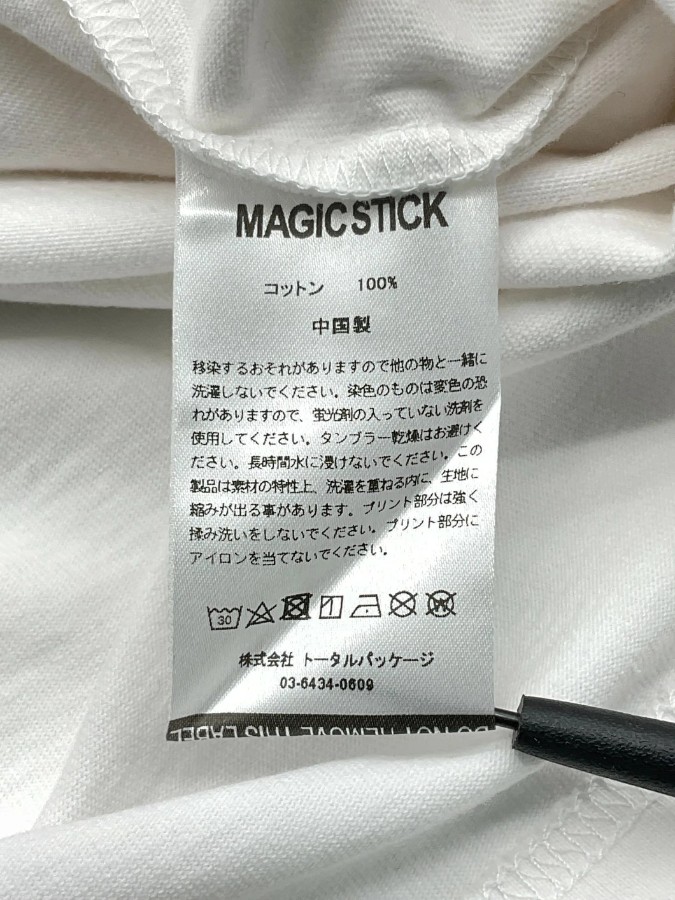 MAGIC STICK
コットン 100%
中国製
移染するおそれがありますので他の物と一緒に
洗濯しないでください。染色のものは変色の恐
れがありますので、蛍光剤の入っていない洗剤を
使用してください。タンブラー乾燥はお避けく
ださい。長時間水に浸けないでください。この
製品は素材の特性上、洗濯を重ねる内に、生地に
縮みが出る事があります。プリント部分は強く
揉み洗いをしないでください。プリント部分に
アイロンを当てないでください。
30 W
株式会社 トータルパッケージ
03-6434-0609
DO NOT REMOVE THIS LABEL